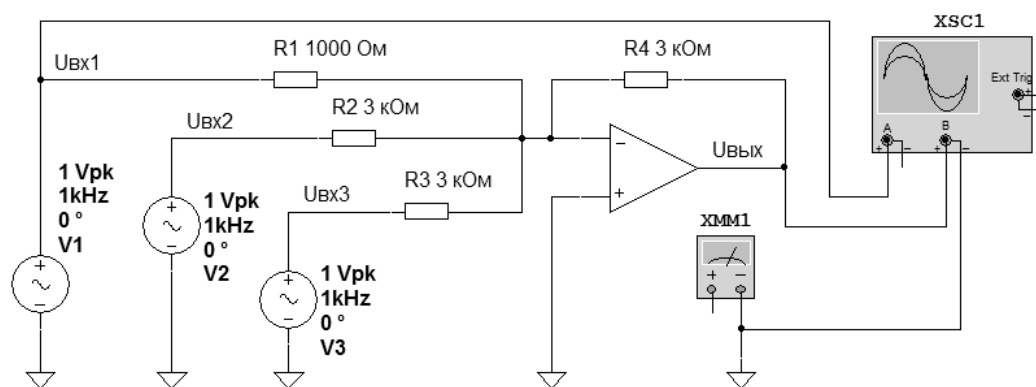 XSC1
Uвх1
R1 1000 Ом
R4 3 кОм
Ext Trig
+
−
A
B
+
−
+
−
Uвх2
R2 3 кОм
−
+
Uвых
1 Vpk
1kHz
0 °
V1
+
−
1 Vpk
1kHz
0 °
V2
+
−
Uвх3
R3 3 кОм
XMM1
+
−
1 Vpk
1kHz
0 °
V3
+
−